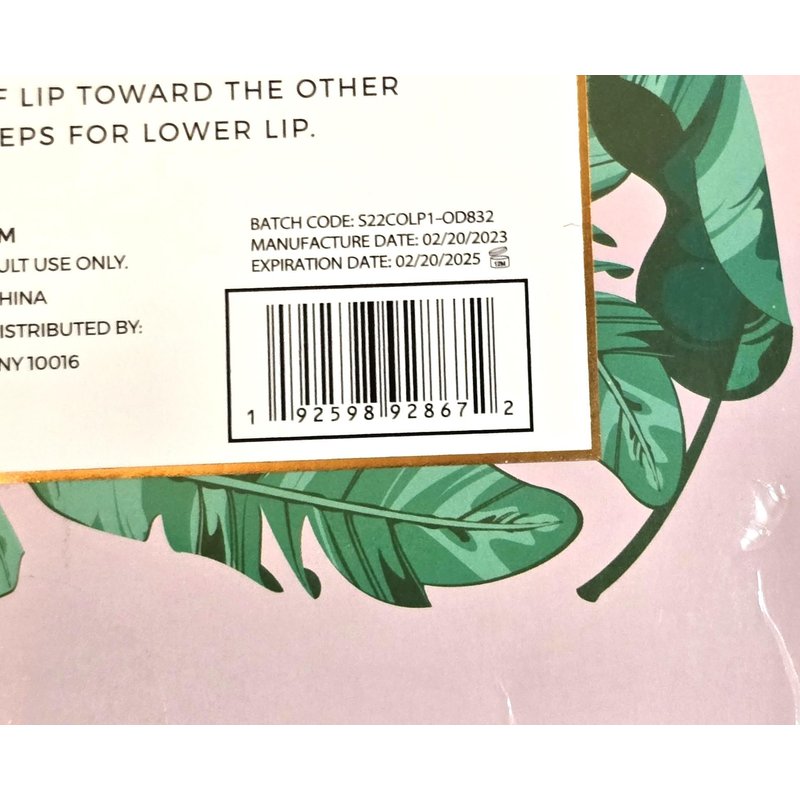 F LIP TOWARD THE OTHER
EPS FOR LOWER LIP.
M
ULT USE ONLY.
HINA
ISTRIBUTED BY:
NY 10016
BATCH CODE: S22COLP1-OD832
MANUFACTURE DATE: 02/20/2023
EXPIRATION DATE: 02/20/2025 12M
1 92598 92867 2